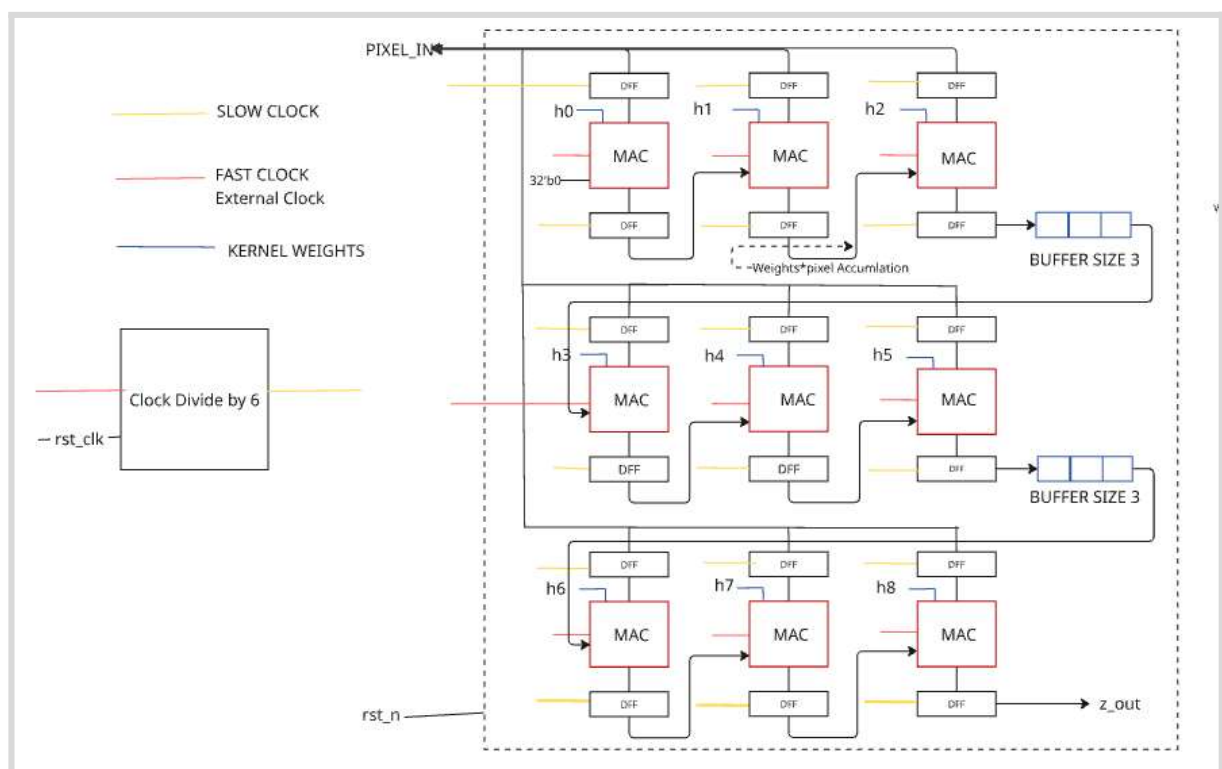 PIXEL_IN
DFF
DFF
DFF
SLOW CLOCK
h0
h1
h2
MAC
MAC
MAC
FAST CLOCK
External Clock
32'b0
DFF
DFF
DFF
KERNEL WEIGHTS
BUFFER SIZE 3
Weights*pixel Accumlation
DFF
DFF
DFF
h3
h4
h5
Clock Divide by 6
MAC
MAC
MAC
rst_clk
DFF
DFF
DFF
BUFFER SIZE 3
DFF
DFF
DFF
h6
h7
h8
MAC
MAC
MAC
rst_n
DFF
DFF
DFF
z_out